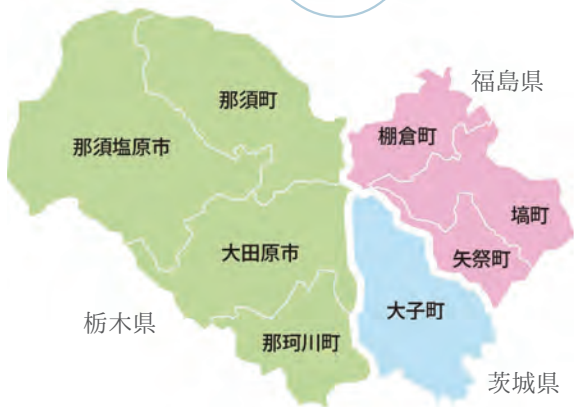 福島県
那須町
棚倉町
那須塩原市
塙町
大田原市
矢祭町
大子町
栃木県
那珂川町
茨城県